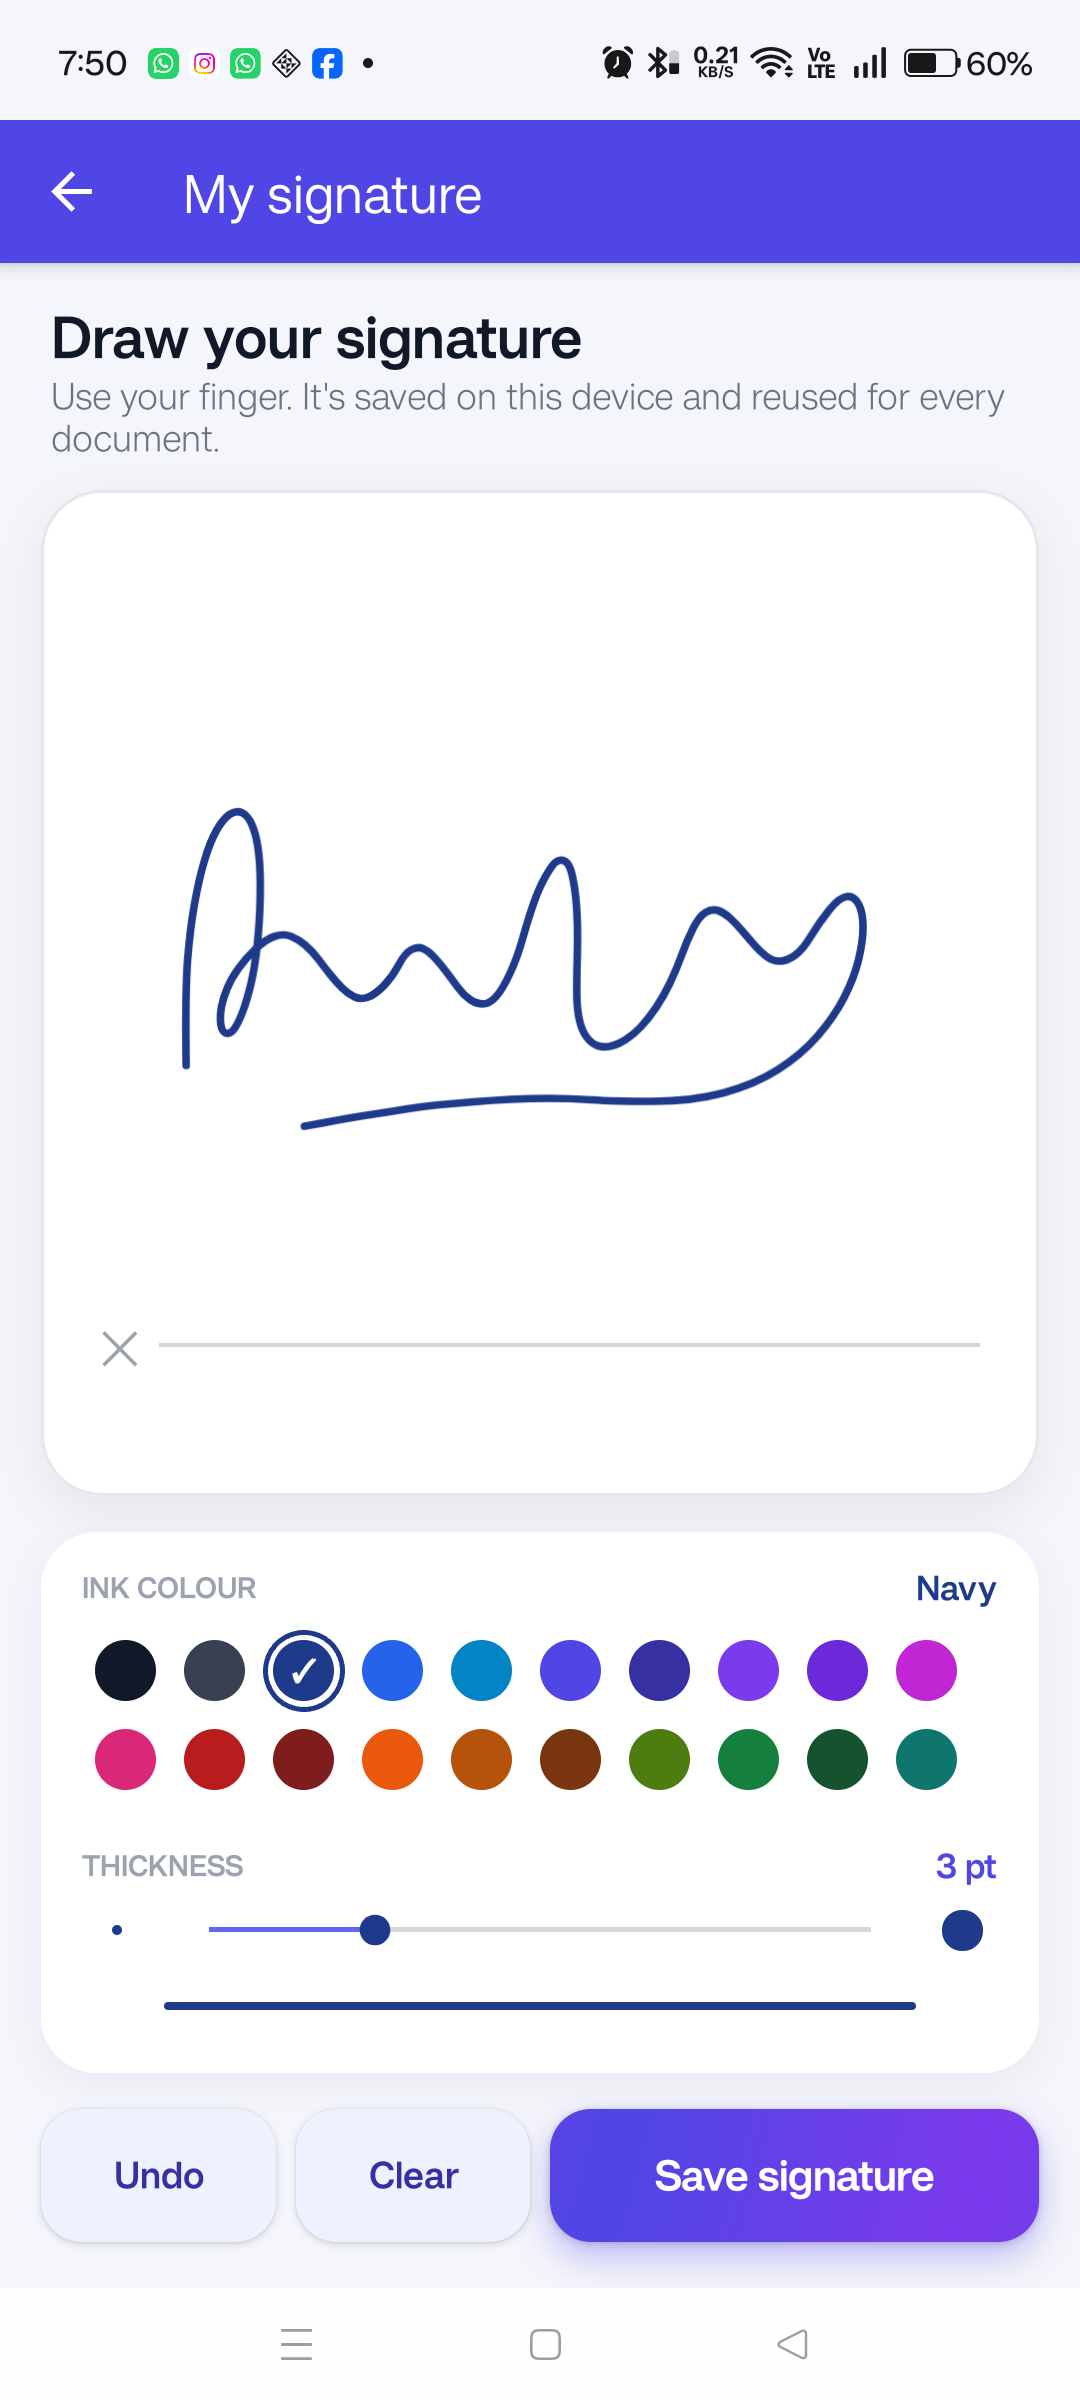 7:50
0.21 KB/S
Vo LTE
60%
My signature
Draw your signature
Use your finger. It's saved on this device and reused for every
document.
INK COLOUR
Navy
✓
THICKNESS
3 pt
Undo
Clear
Save signature